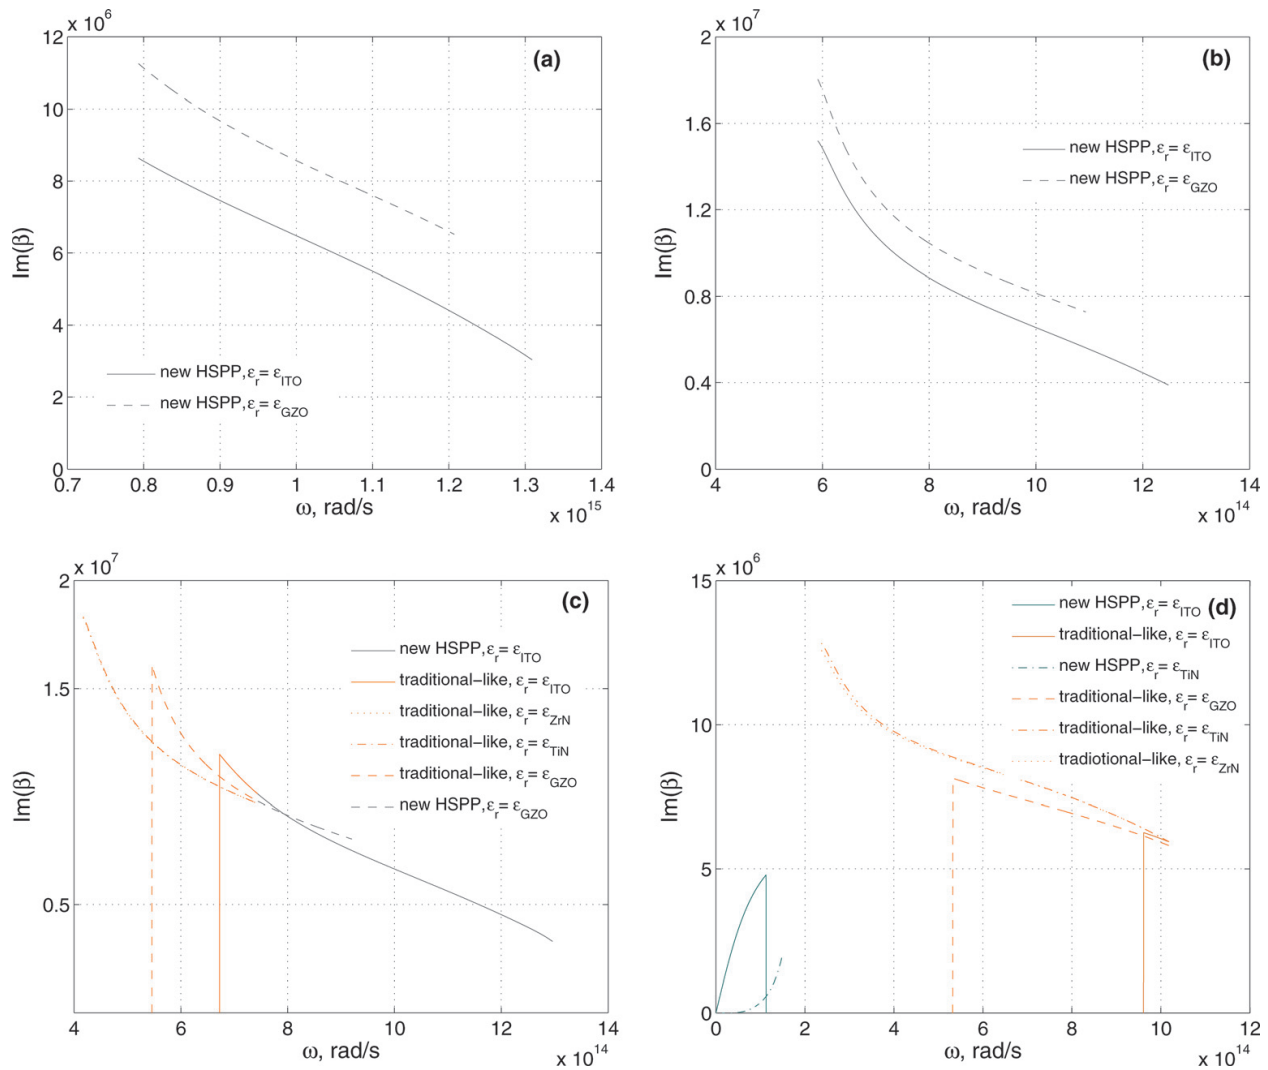 x 10^6
12
(a)
10
8
6
4
2
0
Im(β)
new HSPP, ε_r = ε_ITO
new HSPP, ε_r = ε_GZO
0.7 0.8 0.9 1 1.1 1.2 1.3 1.4
ω, rad/s
x 10^15
x 10^7
2
(b)
1.6
1.2
0.8
0.4
0
Im(β)
new HSPP, ε_r = ε_ITO
new HSPP, ε_r = ε_GZO
4 6 8 10 12 14
ω, rad/s
x 10^14
x 10^7
2
(c)
1.5
1
0.5
Im(β)
new HSPP, ε_r = ε_ITO
traditional-like, ε_r = ε_ITO
traditional-like, ε_r = ε_ZrN
traditional-like, ε_r = ε_TiN
traditional-like, ε_r = ε_GZO
new HSPP, ε_r = ε_GZO
4 6 8 10 12 14
ω, rad/s
x 10^14
x 10^6
15
(d)
10
5
0
Im(β)
new HSPP, ε_r = ε_ITO
traditional-like, ε_r = ε_ITO
new HSPP, ε_r = ε_TiN
traditional-like, ε_r = ε_GZO
traditional-like, ε_r = ε_TiN
tradiotional-like, ε_r = ε_ZrN
0 2 4 6 8 10 12
ω, rad/s
x 10^14